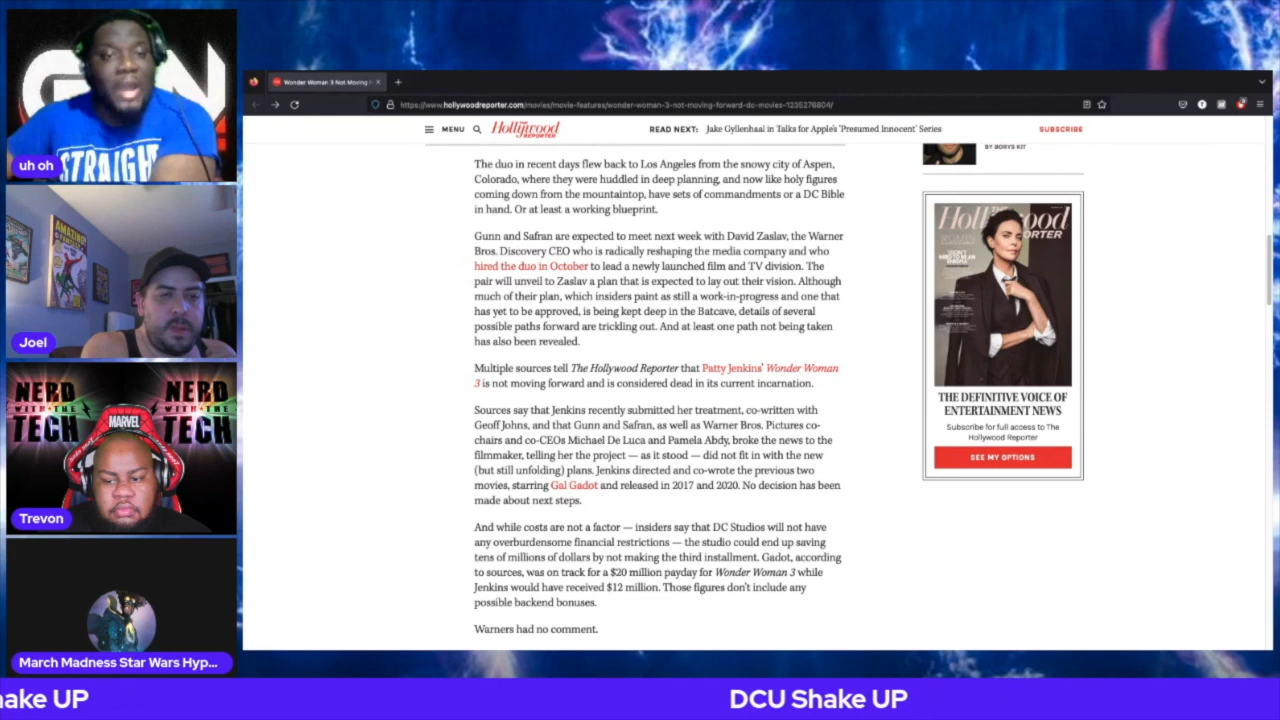 STRAIGH
uh oh
AMAZING
Joel
NERD
WITH THE
TECH
NERD
WITH THE
TECH
MARVEL
Trevon
March Madness Star Wars Hyp...
Wonder Woman 3 Not Moving
https://www.hollywoodreporter.com/movies/movie-features/wonder-woman-3-not-moving-forward-dc-movies-1235276804/
MENU
Hollywood
REPORTER
READ NEXT: Jake Gyllenhaal in Talks for Apple's 'Presumed Innocent' Series
SUBSCRIBE
The duo in recent days flew back to Los Angeles from the snowy city of Aspen,
Colorado, where they were huddled in deep planning, and now like holy figures
coming down from the mountaintop, have sets of commandments or a DC Bible
in hand. Or at least a working blueprint.
Gunn and Safran are expected to meet next week with David Zaslav, the Warner
Bros. Discovery CEO who is radically reshaping the media company and who
hired the duo in October to lead a newly launched film and TV division. The
pair will unveil to Zaslav a plan that is expected to lay out their vision. Although
much of their plan, which insiders paint as still a work-in-progress and one that
has yet to be approved, is being kept deep in the Batcave, details of several
possible paths forward are trickling out. And at least one path not being taken
has also been revealed.
Multiple sources tell The Hollywood Reporter that Patty Jenkins' Wonder Woman
3 is not moving forward and is considered dead in its current incarnation.
Sources say that Jenkins recently submitted her treatment, co-written with
Geoff Johns, and that Gunn and Safran, as well as Warner Bros. Pictures co-
chairs and co-CEOs Michael De Luca and Pamela Abdy, broke the news to the
filmmaker, telling her the project — as it stood — did not fit in with the new
(but still unfolding) plans. Jenkins directed and co-wrote the previous two
movies, starring Gal Gadot and released in 2017 and 2020. No decision has been
made about next steps.
And while costs are not a factor — insiders say that DC Studios will not have
any overburdensome financial restrictions — the studio could end up saving
tens of millions of dollars by not making the third installment. Gadot, according
to sources, was on track for a $20 million payday for Wonder Woman 3 while
Jenkins would have received $12 million. Those figures don't include any
possible backend bonuses.
Warners had no comment.
BY BORYS KIT
THE DEFINITIVE VOICE OF
ENTERTAINMENT NEWS
Subscribe for full access to The
Hollywood Reporter
SEE MY OPTIONS
hake UP
DCU Shake UP